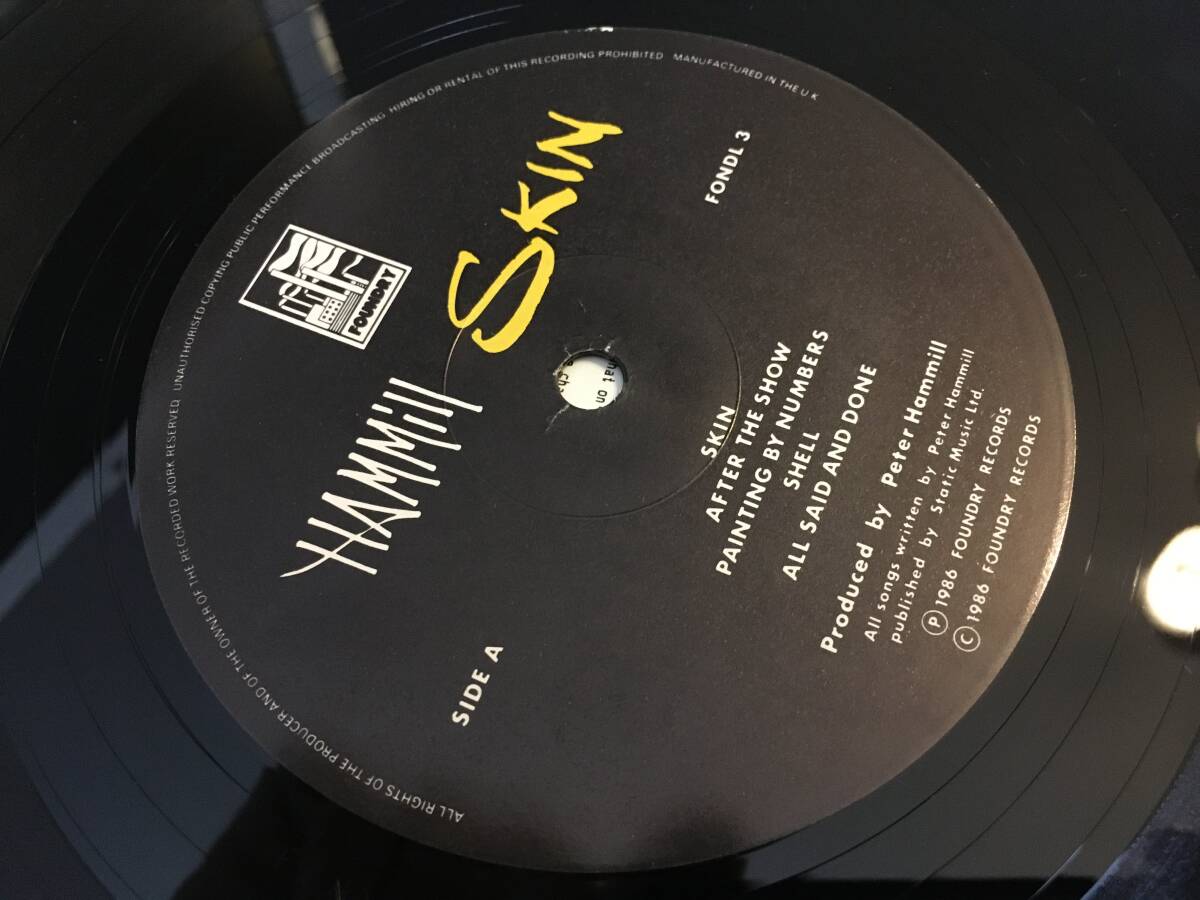 ALL RIGHTS OF THE PRODUCER AND OF THE OWNER OF THE RECORDED WORK RESERVED UNAUTHORISED COPYING PUBLIC PERFORMANCE BROADCASTING HIRING OR RENTAL OF THIS RECORDING PROHIBITED MANUFACTURED IN THE U.K
FOUNDRY
HAMMill SKIN
SIDE A
FONDL 3
SKIN
AFTER THE SHOW
PAINTING BY NUMBERS
SHELL
ALL SAID AND DONE
Produced by Peter Hammill
All songs written by Peter Hammill
published by Static Music Ltd.
Ⓟ 1986 FOUNDRY RECORDS
© 1986 FOUNDRY RECORDS